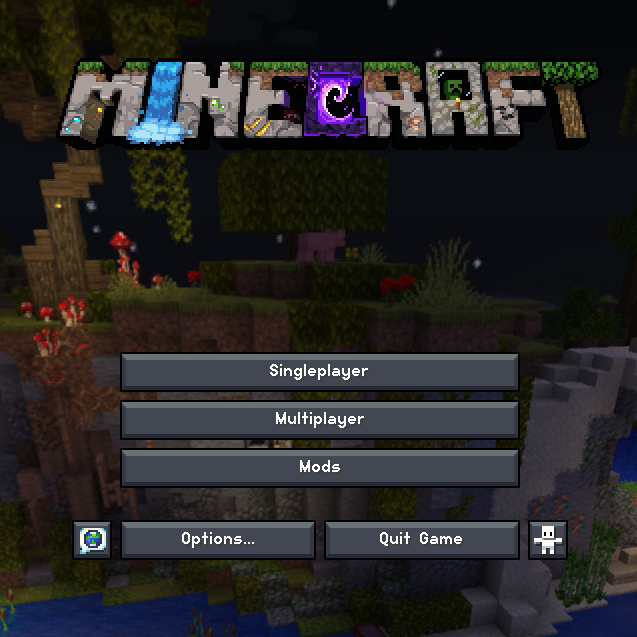 MINECRAFT
Singleplayer
Multiplayer
Mods
Options... Quit Game